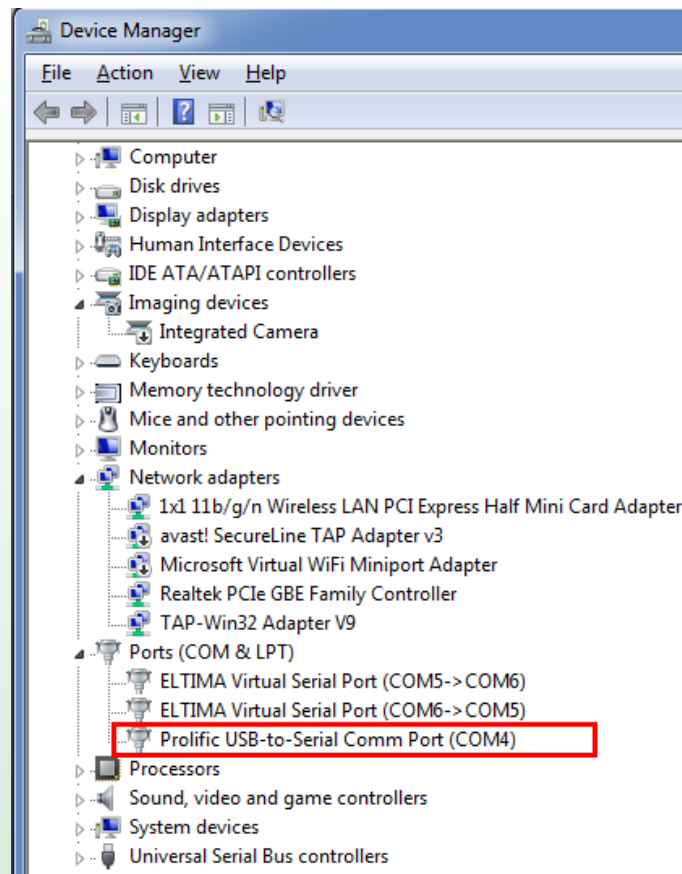 Device Manager
File Action View Help
Computer
Disk drives
Display adapters
Human Interface Devices
IDE ATA/ATAPI controllers
Imaging devices
Integrated Camera
Keyboards
Memory technology driver
Mice and other pointing devices
Monitors
Network adapters
1x1 11b/g/n Wireless LAN PCI Express Half Mini Card Adapter
avast! SecureLine TAP Adapter v3
Microsoft Virtual WiFi Miniport Adapter
Realtek PCIe GBE Family Controller
TAP-Win32 Adapter V9
Ports (COM & LPT)
ELTIMA Virtual Serial Port (COM5->COM6)
ELTIMA Virtual Serial Port (COM6->COM5)
Prolific USB-to-Serial Comm Port (COM4)
Processors
Sound, video and game controllers
System devices
Universal Serial Bus controllers